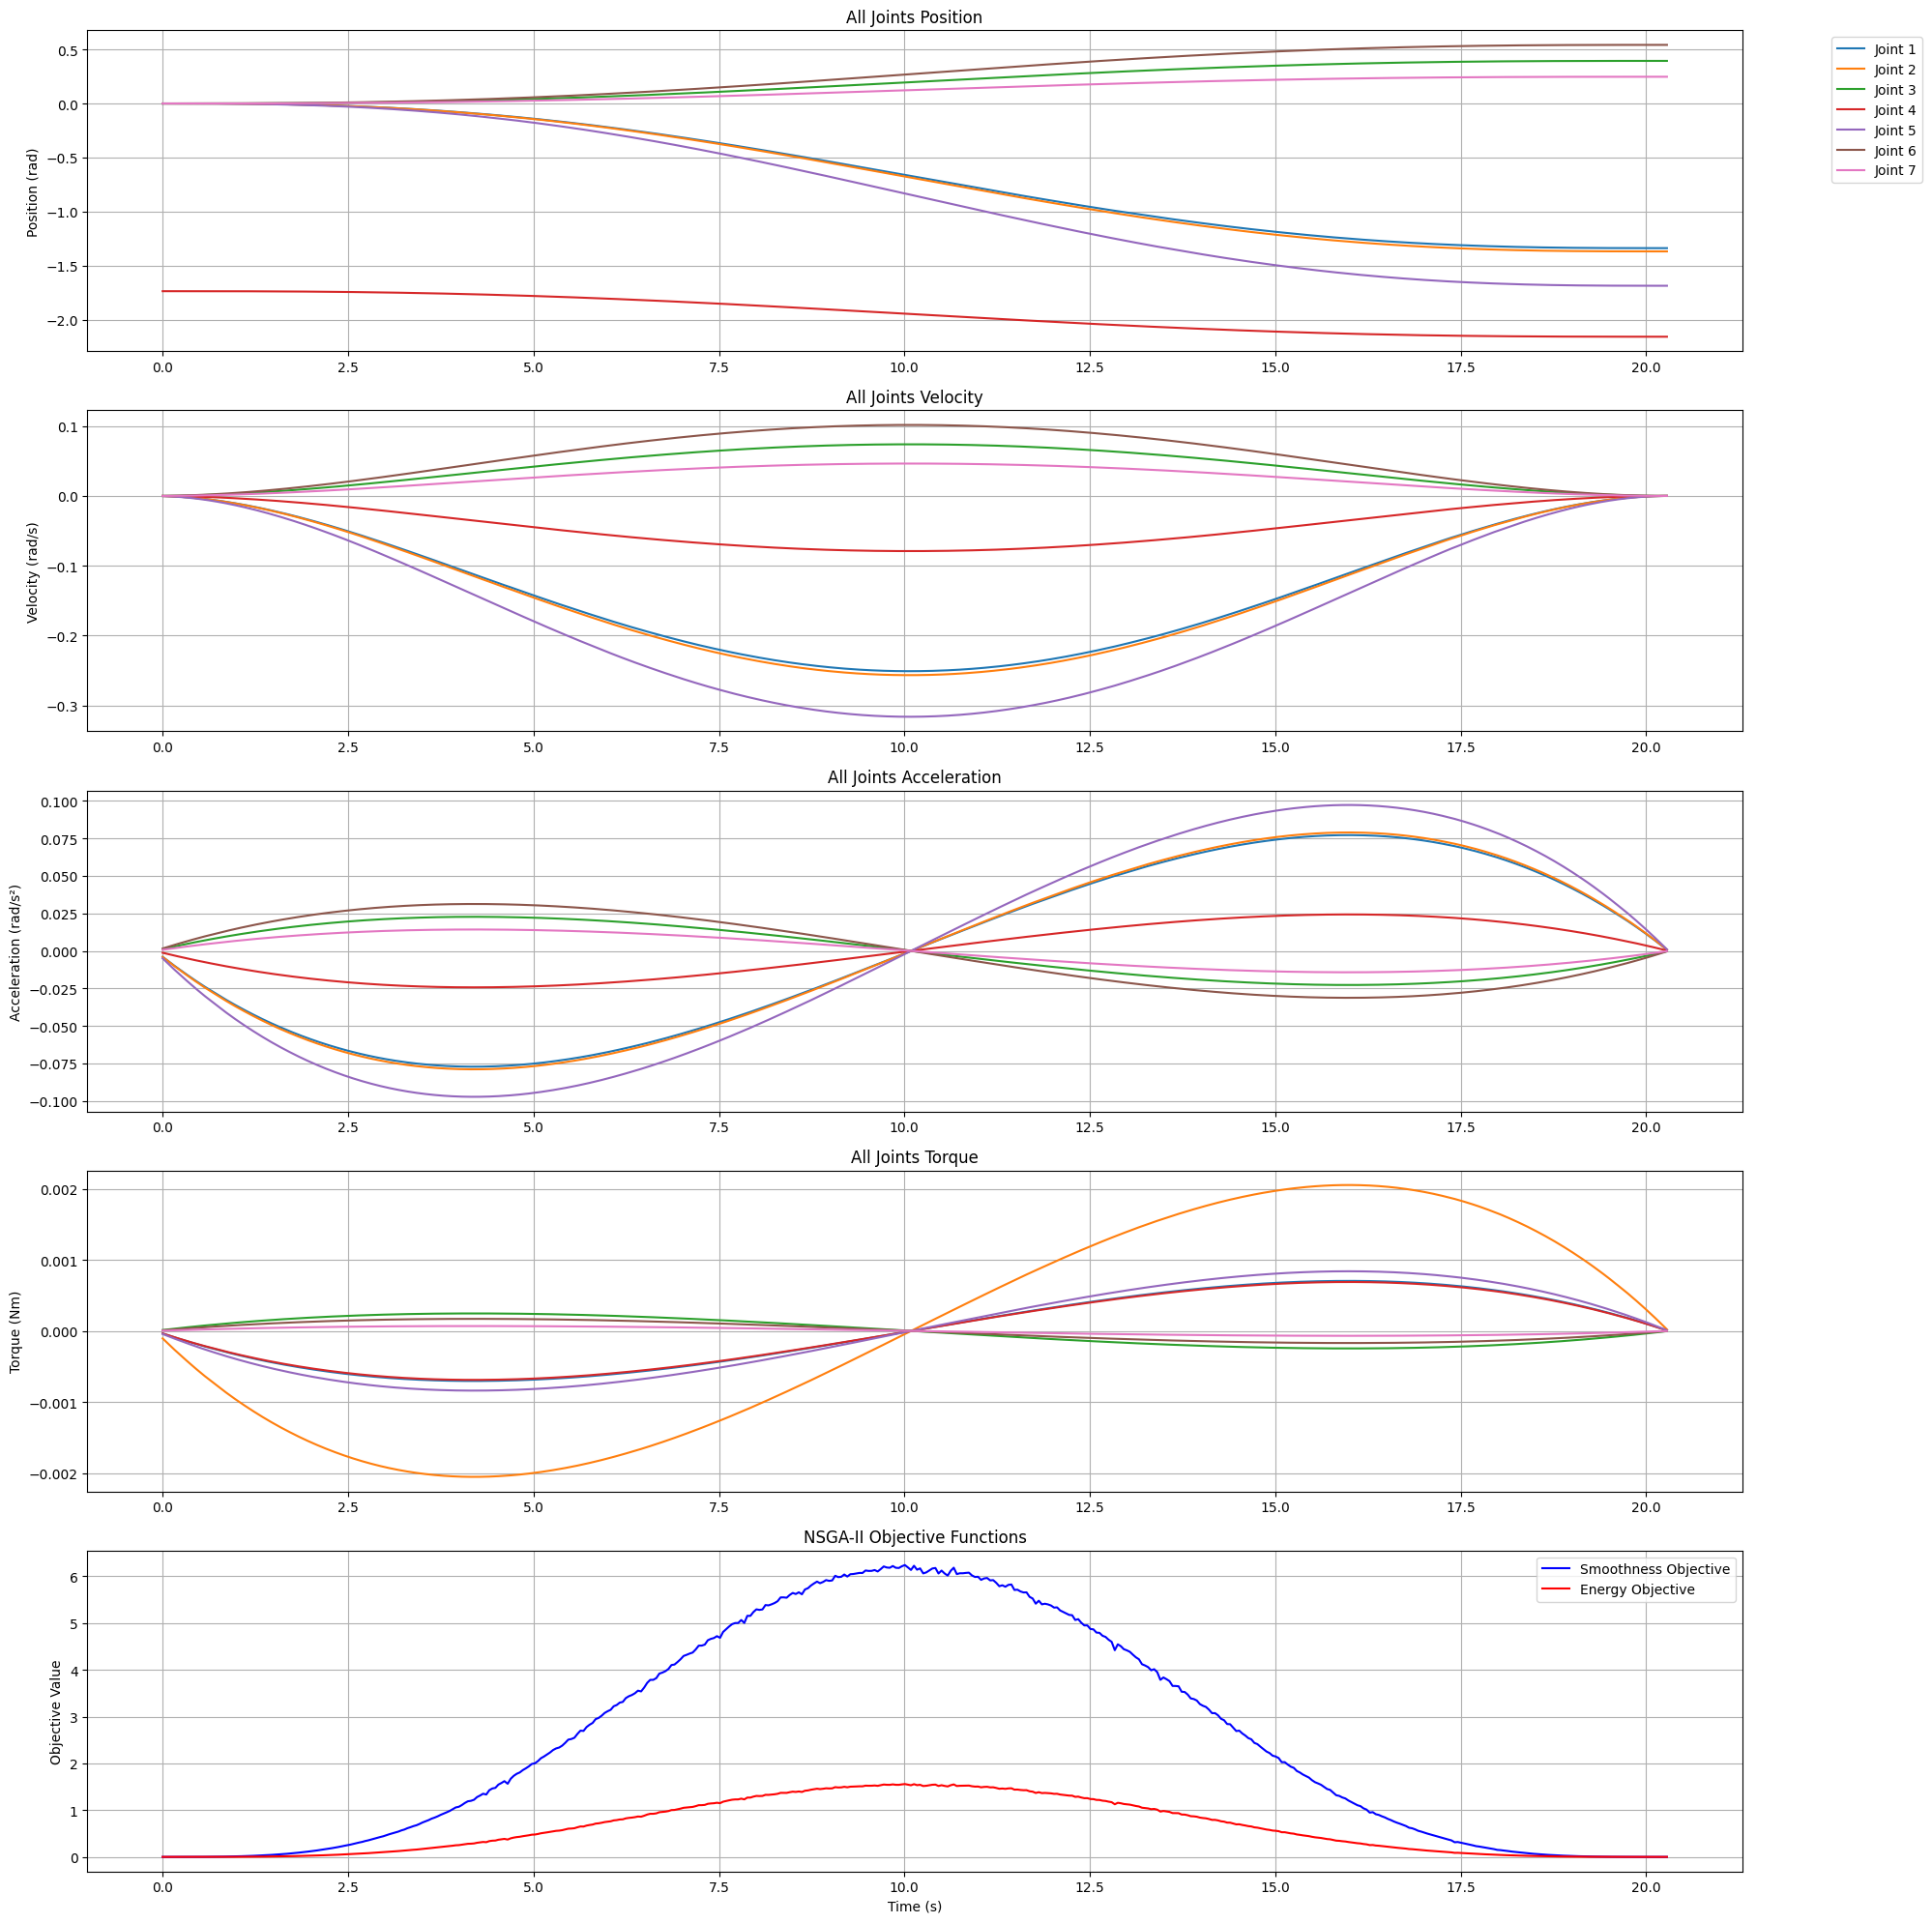 All Joints Position
Position (rad)
0.5
0.0
−0.5
−1.0
−1.5
−2.0
0.0 2.5 5.0 7.5 10.0 12.5 15.0 17.5 20.0
Joint 1
Joint 2
Joint 3
Joint 4
Joint 5
Joint 6
Joint 7
All Joints Velocity
Velocity (rad/s)
0.1
0.0
−0.1
−0.2
−0.3
0.0 2.5 5.0 7.5 10.0 12.5 15.0 17.5 20.0
All Joints Acceleration
Acceleration (rad/s²)
0.100
0.075
0.050
0.025
0.000
−0.025
−0.050
−0.075
−0.100
0.0 2.5 5.0 7.5 10.0 12.5 15.0 17.5 20.0
All Joints Torque
Torque (Nm)
0.002
0.001
0.000
−0.001
−0.002
0.0 2.5 5.0 7.5 10.0 12.5 15.0 17.5 20.0
NSGA-II Objective Functions
Objective Value
6
5
4
3
2
1
0
Smoothness Objective
Energy Objective
0.0 2.5 5.0 7.5 10.0 12.5 15.0 17.5 20.0
Time (s)